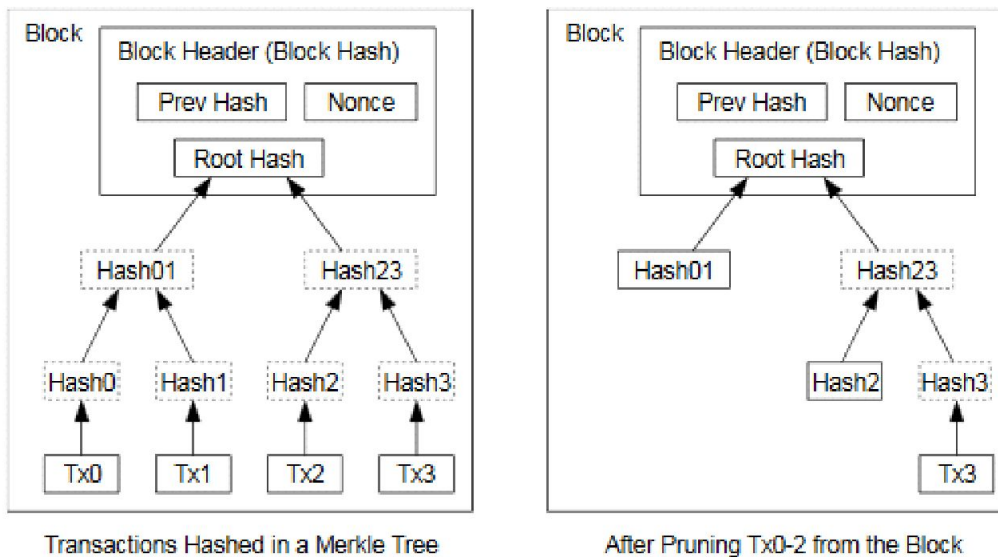 Block
Block Header (Block Hash)
Prev Hash
Nonce
Root Hash
Hash01
Hash23
Hash0
Hash1
Hash2
Hash3
Tx0
Tx1
Tx2
Tx3
Transactions Hashed in a Merkle Tree
Block
Block Header (Block Hash)
Prev Hash
Nonce
Root Hash
Hash01
Hash23
Hash2
Hash3
Tx3
After Pruning Tx0-2 from the Block